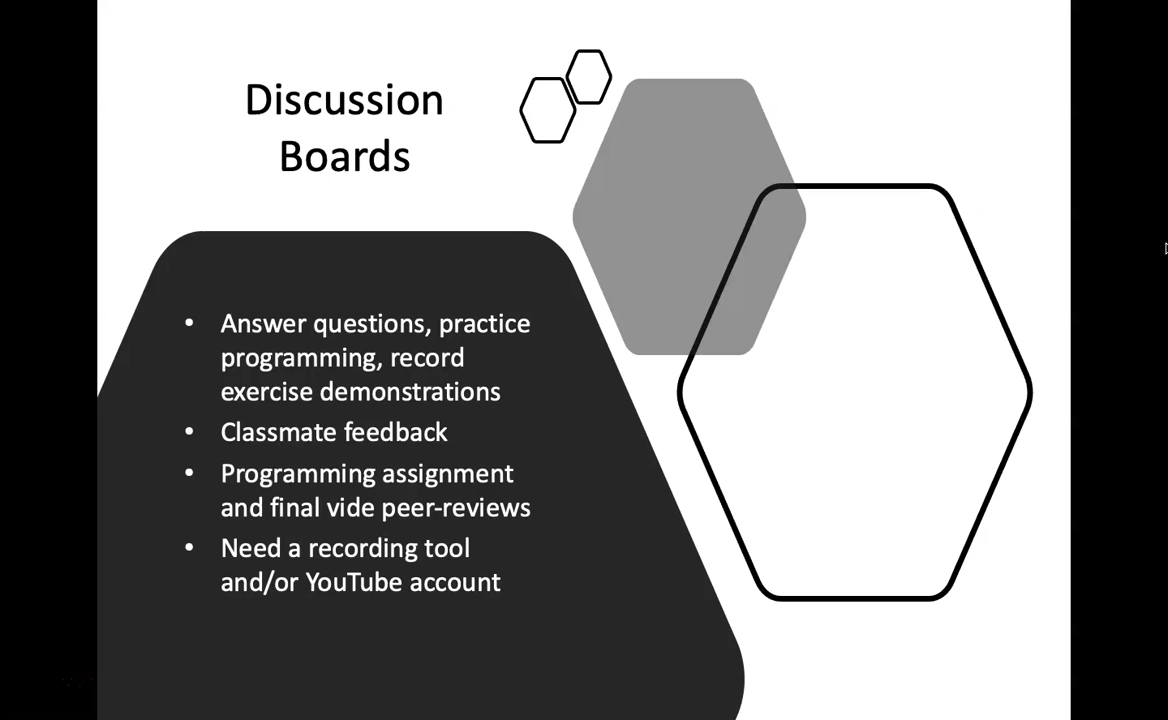 Discussion
Boards
• Answer questions, practice
programming, record
exercise demonstrations
• Classmate feedback
• Programming assignment
and final vide peer-reviews
• Need a recording tool
and/or YouTube account